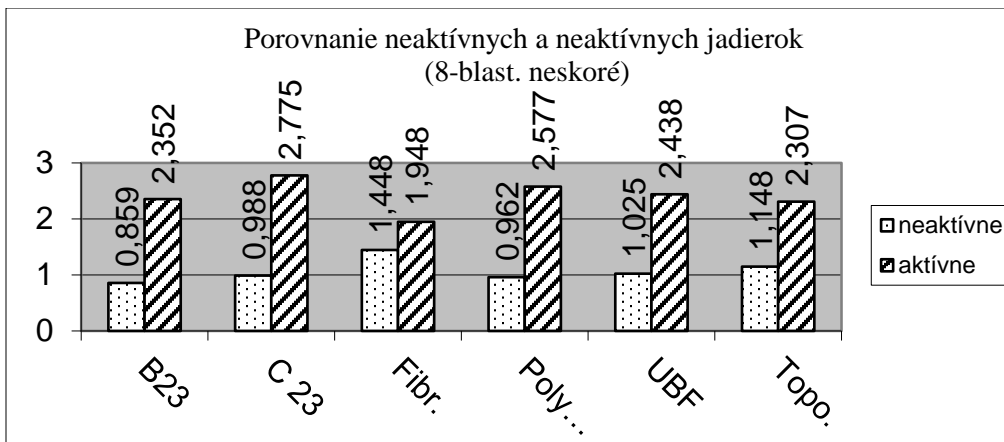 Porovnanie neaktívnych a neaktívnych jadierok
(8-blast. neskoré)
3
2
1
0
0,859
2,352
0,988
2,775
1,448
1,948
0,962
2,577
1,025
2,438
1,148
2,307
B23
C 23
Fibr.
Poly…
UBF
Topo.
neaktívne
aktívne